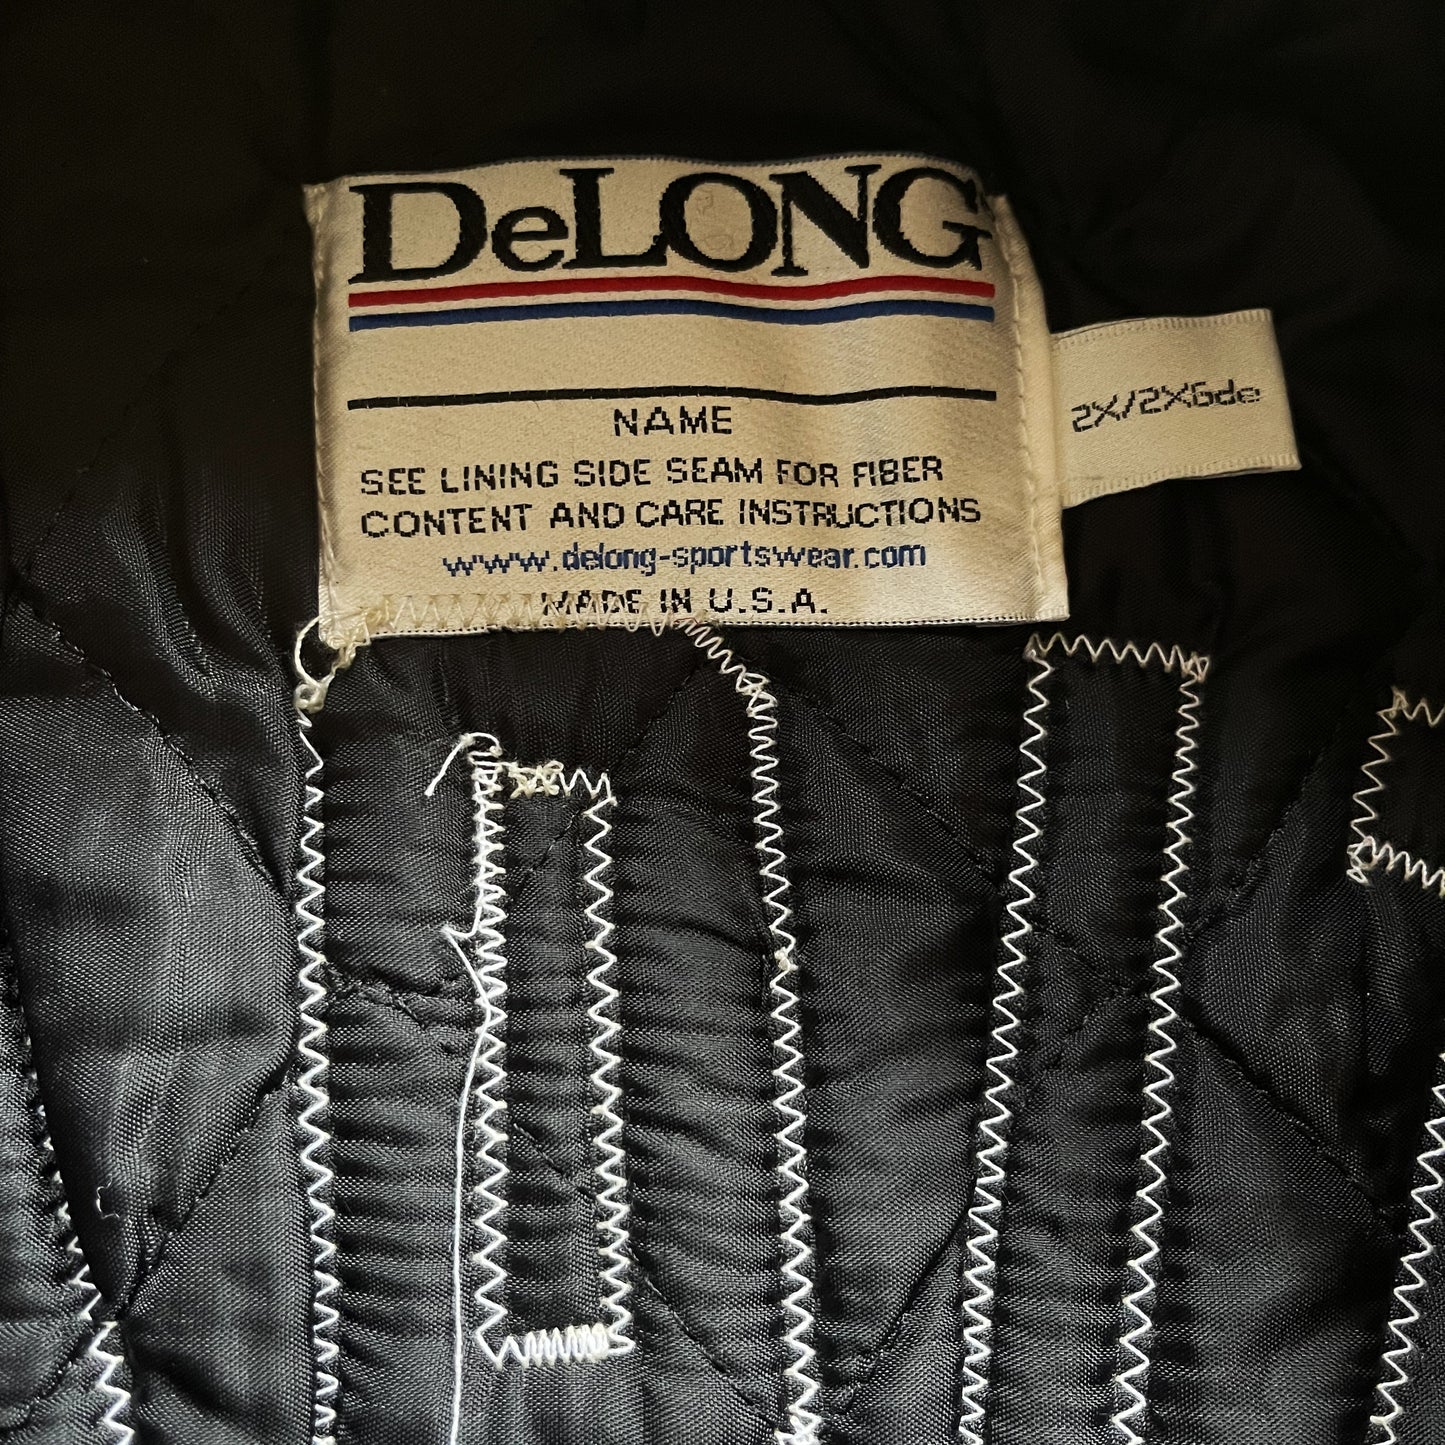 DeLONG
NAME
SEE LINING SIDE SEAM FOR FIBER
CONTENT AND CARE INSTRUCTIONS
www.delong-sportswear.com
MADE IN U.S.A.
2X/2XGde